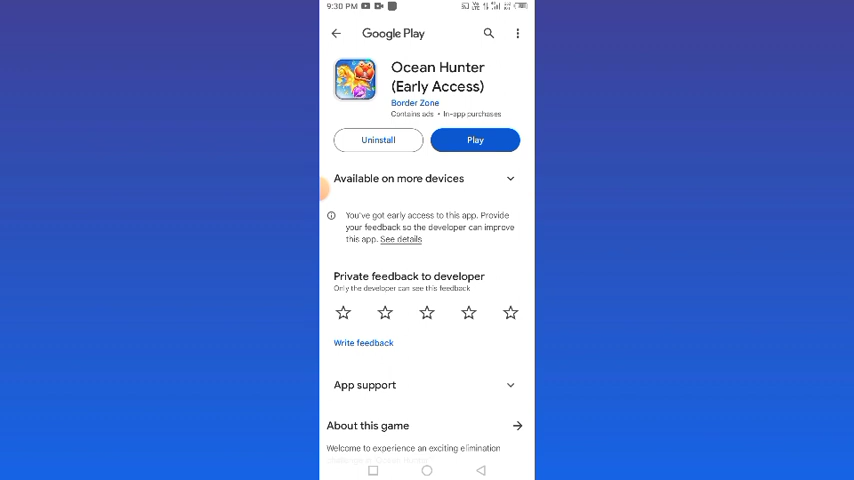 9:30 PM
Google Play
Ocean Hunter
(Early Access)
Border Zone
Contains ads • In-app purchases
Uninstall
Play
Available on more devices
You've got early access to this app. Provide
your feedback so the developer can improve
this app. See details
Private feedback to developer
Only the developer can see this feedback
Write feedback
App support
About this game
Welcome to experience an exciting elimination